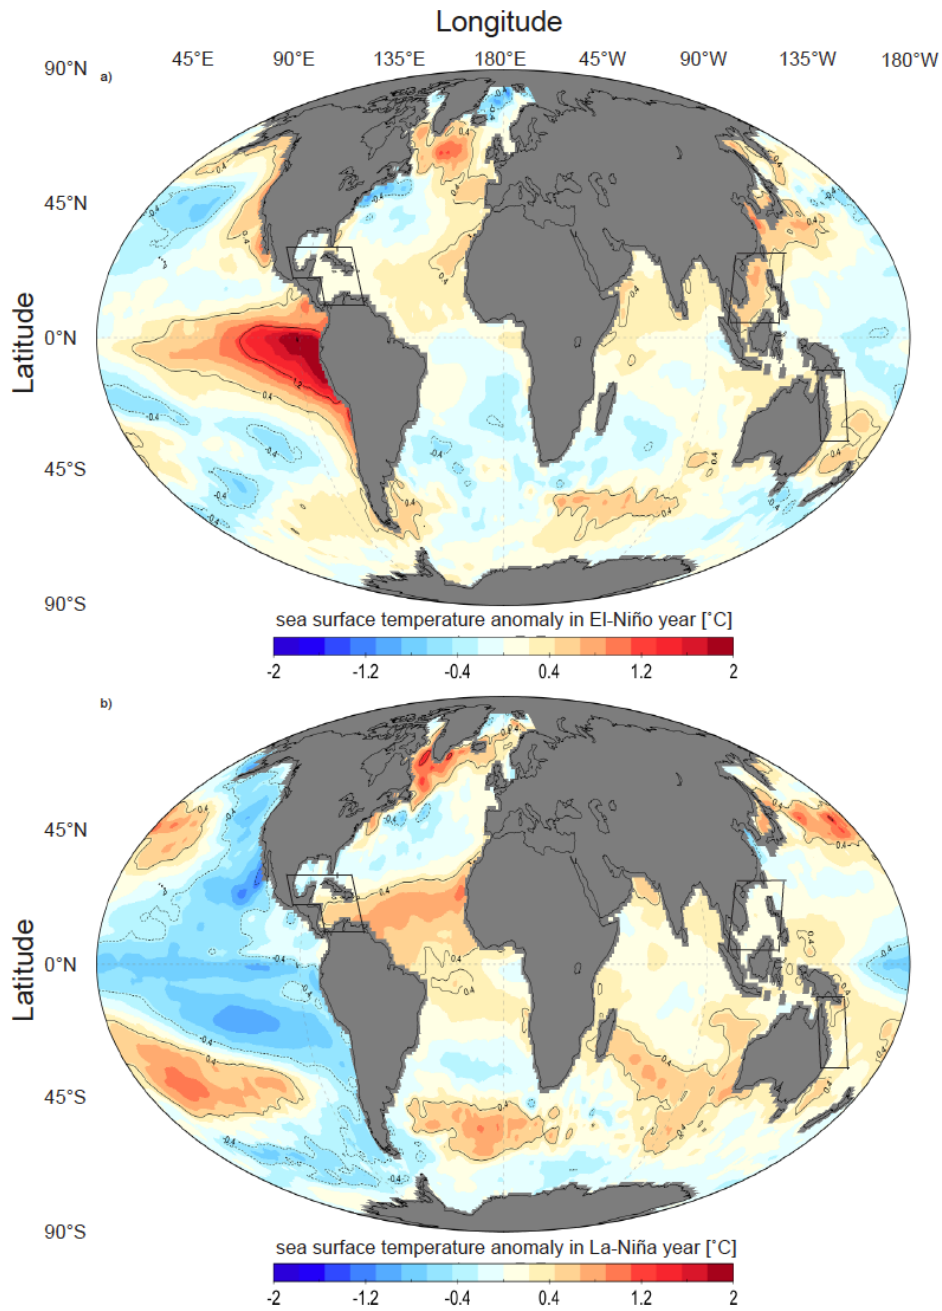 Longitude
45°E 90°E 135°E 180°E 45°W 90°W 135°W 180°W
a)
90°N
45°N
Latitude
0°N
45°S
90°S
sea surface temperature anomaly in El-Niño year [˚C]
-2 -1.2 -0.4 0.4 1.2 2
b)
45°N
Latitude
0°N
45°S
90°S
sea surface temperature anomaly in La-Niña year [˚C]
-2 -1.2 -0.4 0.4 1.2 2